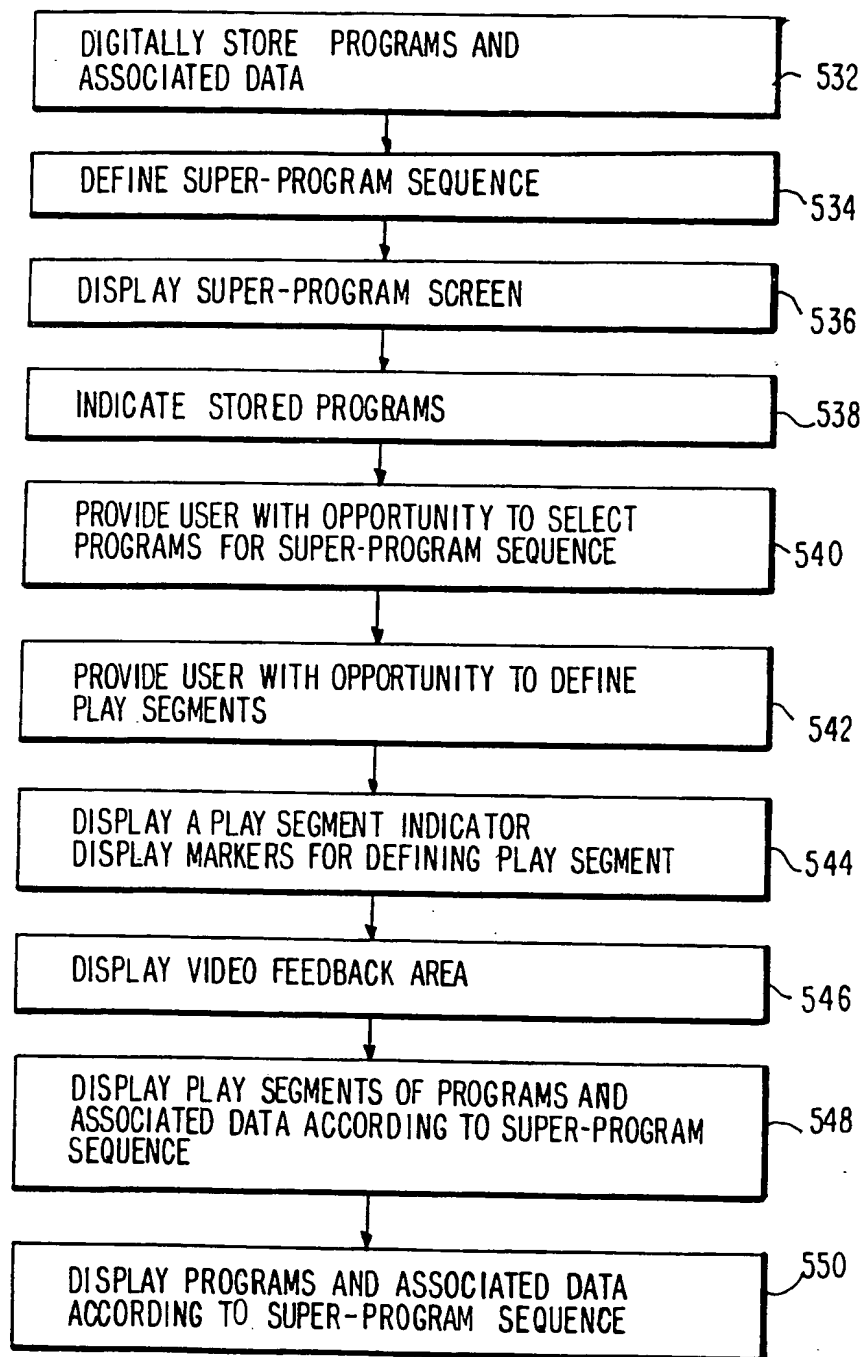 DIGITALLY STORE PROGRAMS AND
ASSOCIATED DATA
532
DEFINE SUPER-PROGRAM SEQUENCE
534
DISPLAY SUPER-PROGRAM SCREEN
536
INDICATE STORED PROGRAMS
538
PROVIDE USER WITH OPPORTUNITY TO SELECT
PROGRAMS FOR SUPER-PROGRAM SEQUENCE
540
PROVIDE USER WITH OPPORTUNITY TO DEFINE
PLAY SEGMENTS
542
DISPLAY A PLAY SEGMENT INDICATOR
DISPLAY MARKERS FOR DEFINING PLAY SEGMENT
544
DISPLAY VIDEO FEEDBACK AREA
546
DISPLAY PLAY SEGMENTS OF PROGRAMS AND
ASSOCIATED DATA ACCORDING TO SUPER-PROGRAM
SEQUENCE
548
DISPLAY PROGRAMS AND ASSOCIATED DATA
ACCORDING TO SUPER-PROGRAM SEQUENCE
550